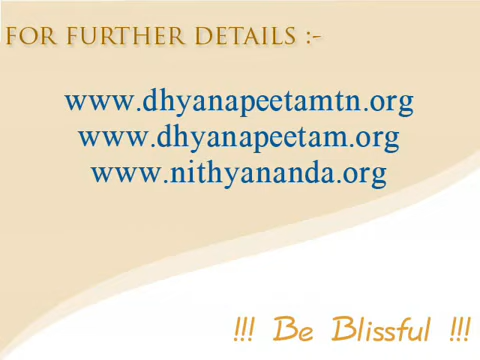 FOR FURTHER DETAILS :-
www.dhyanapeetamtn.org
www.dhyanapeetam.org
www.nithyananda.org
!!! Be Blissful !!!